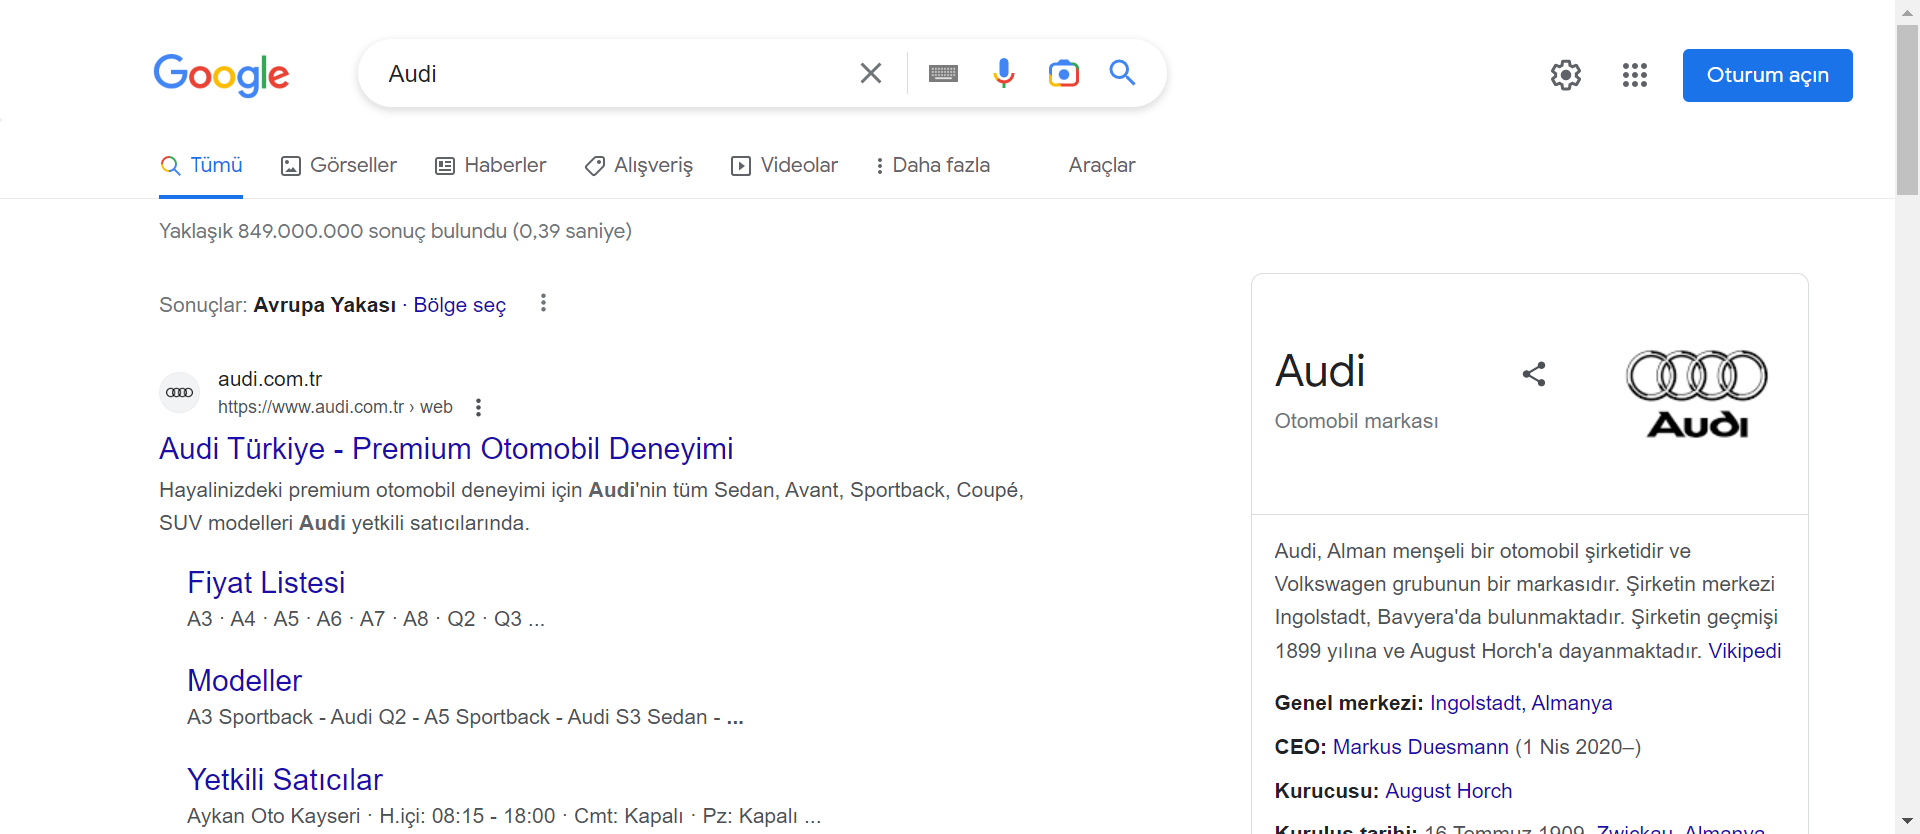 Google
Audi
Oturum açın
Tümü
Görseller
Haberler
Alışveriş
Videolar
Daha fazla
Araçlar
Yaklaşık 849.000.000 sonuç bulundu (0,39 saniye)
Sonuçlar: Avrupa Yakası · Bölge seç
audi.com.tr
https://www.audi.com.tr › web
Audi Türkiye - Premium Otomobil Deneyimi
Hayalinizdeki premium otomobil deneyimi için Audi'nin tüm Sedan, Avant, Sportback, Coupé,
SUV modelleri Audi yetkili satıcılarında.
Fiyat Listesi
A3 · A4 · A5 · A6 · A7 · A8 · Q2 · Q3 ...
Modeller
A3 Sportback - Audi Q2 - A5 Sportback - Audi S3 Sedan - ...
Yetkili Satıcılar
Aykan Oto Kayseri · H.içi: 08:15 - 18:00 · Cmt: Kapalı · Pz: Kapalı ...
Audi
Otomobil markası
Audi
Audi, Alman menşeli bir otomobil şirketidir ve
Volkswagen grubunun bir markasıdır. Şirketin merkezi
Ingolstadt, Bavyera'da bulunmaktadır. Şirketin geçmişi
1899 yılına ve August Horch'a dayanmaktadır. Vikipedi
Genel merkezi: Ingolstadt, Almanya
CEO: Markus Duesmann (1 Nis 2020–)
Kurucusu: August Horch
Kuruluş tarihi: 16 Temmuz 1909, Zwickau, Almanya